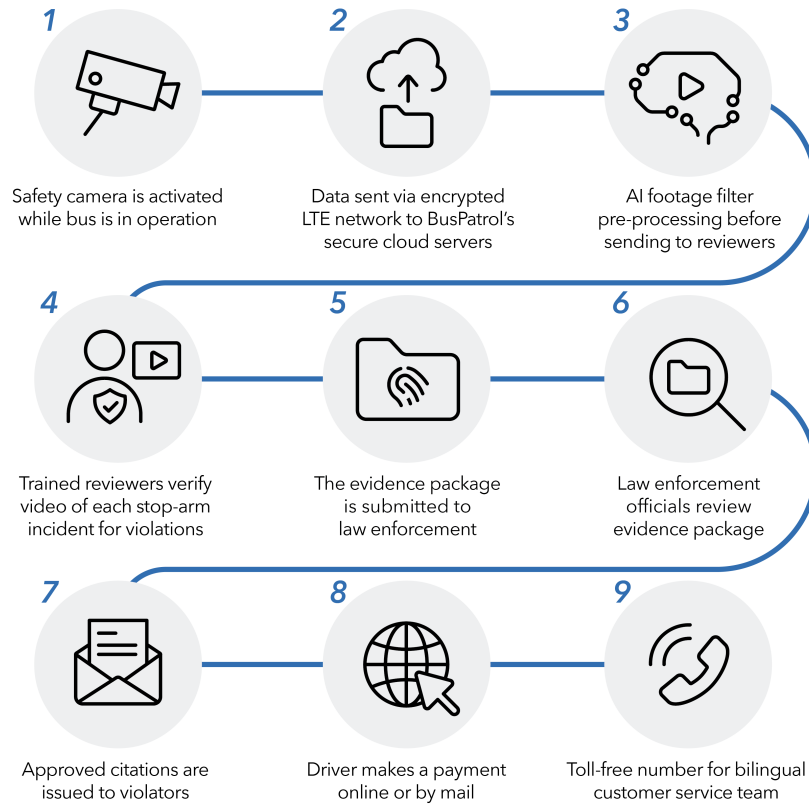 1
Safety camera is activated
while bus is in operation
2
Data sent via encrypted
LTE network to BusPatrol's
secure cloud servers
3
AI footage filter
pre-processing before
sending to reviewers
4
Trained reviewers verify
video of each stop-arm
incident for violations
5
The evidence package
is submitted to
law enforcement
6
Law enforcement
officials review
evidence package
7
Approved citations are
issued to violators
8
Driver makes a payment
online or by mail
9
Toll-free number for bilingual
customer service team